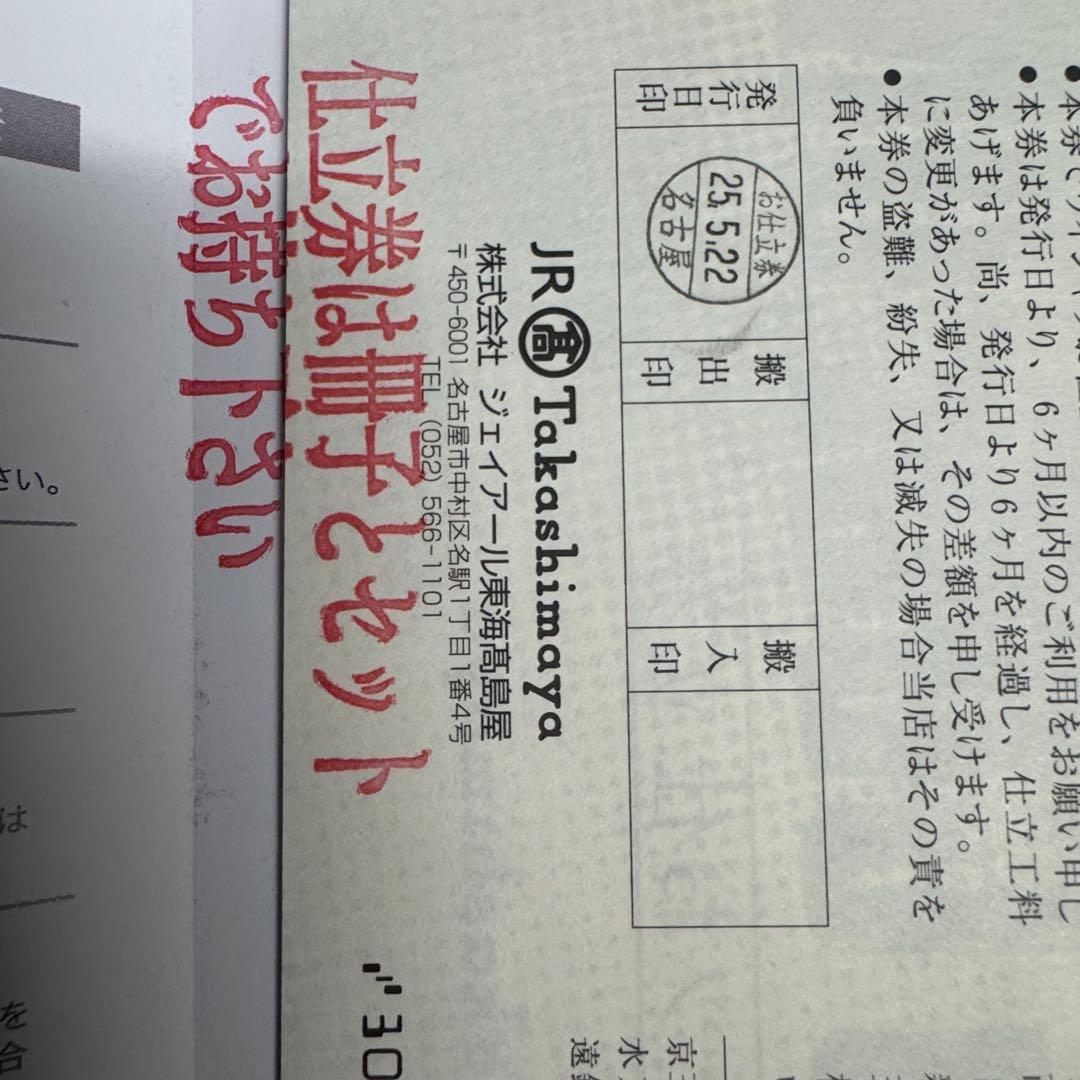 本券は発行日より、6ヶ月以内のご利用をお願い申し
あげます。尚、発行日より6ヶ月を経過し、仕立工料
に変更があった場合は、その差額を申し受けます。
本券の盗難、紛失、又は滅失の場合当店はその責を
負いません。
発行日印
搬出印
搬入印
お仕立券
25.5.22
名古屋
JR 髙 Takashimaya
株式会社 ジェイアール東海髙島屋
〒450-6001 名古屋市中村区名駅1丁目1番4号
TEL (052) 566-1101
仕立券は冊子とセット
でお持ち下さい
30
さい。
は